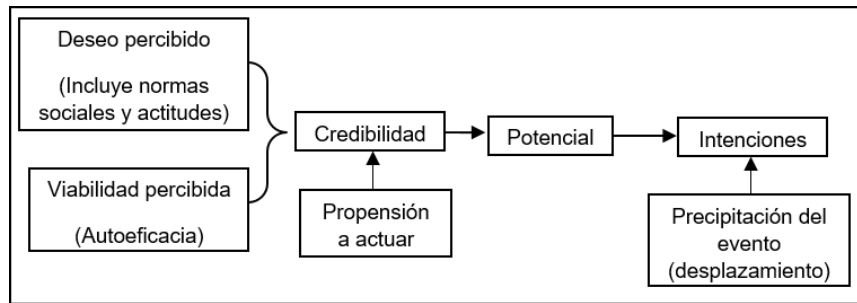 Deseo percibido
(Incluye normas
sociales y actitudes)
Viabilidad percibida
(Autoeficacia)
Credibilidad
Propensión
a actuar
Potencial
Intenciones
Precipitación del
evento
(desplazamiento)